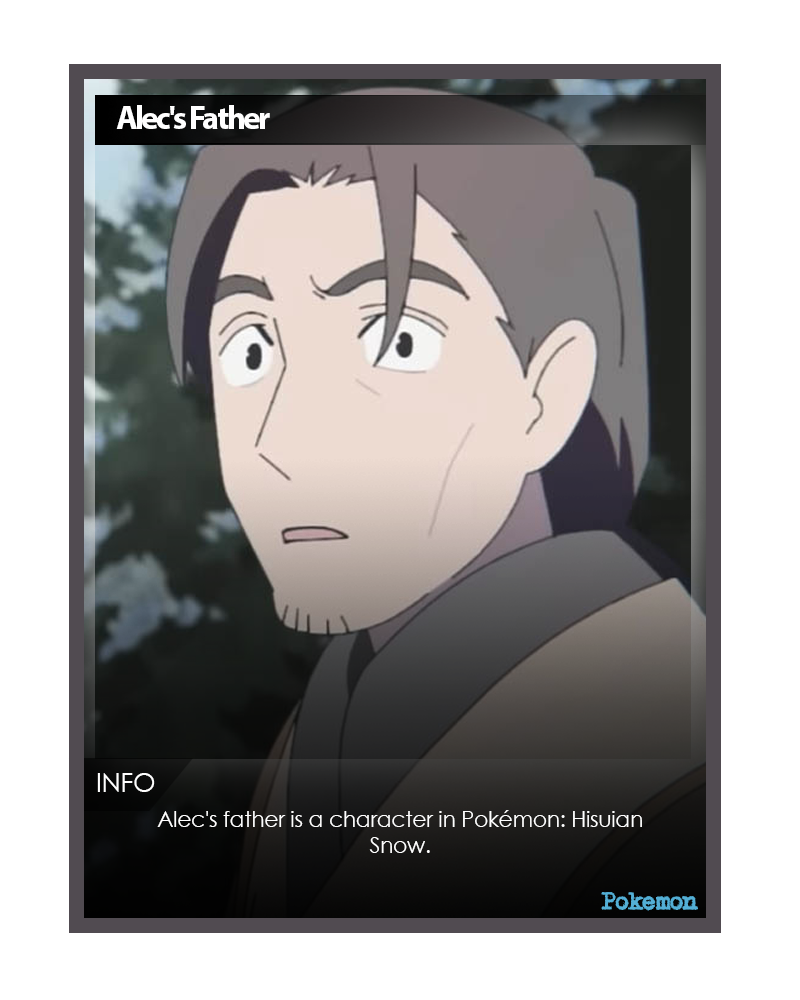 Alec's Father
INFO
Alec's father is a character in Pokémon: Hisuian
Snow.
Pokemon